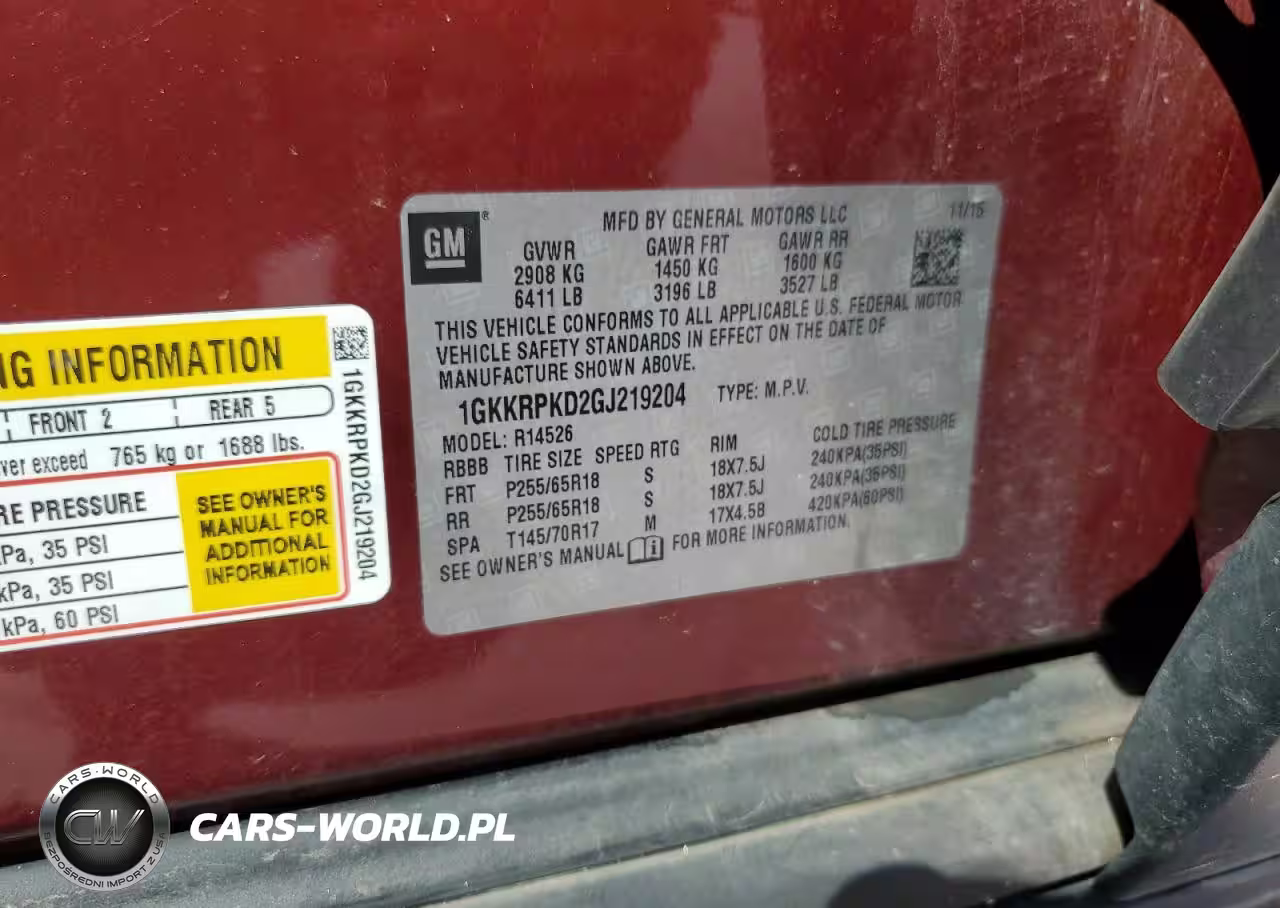 NG INFORMATION
FRONT 2
REAR 5
ver exceed 765 kg or 1688 lbs.
RE PRESSURE
kPa, 35 PSI
kPa, 35 PSI
kPa, 60 PSI
SEE OWNER'S
MANUAL FOR
ADDITIONAL
INFORMATION
1GKKRPKD2GJ219204
GM®
MFD BY GENERAL MOTORS LLC 11/15
GVWR GAWR FRT GAWR RR
2908 KG 1450 KG 1600 KG
6411 LB 3196 LB 3527 LB
THIS VEHICLE CONFORMS TO ALL APPLICABLE U.S. FEDERAL MOTOR
VEHICLE SAFETY STANDARDS IN EFFECT ON THE DATE OF
MANUFACTURE SHOWN ABOVE.
1GKKRPKD2GJ219204 TYPE: M.P.V.
MODEL: R14526
RBBB TIRE SIZE SPEED RTG RIM COLD TIRE PRESSURE
FRT P255/65R18 S 18X7.5J 240KPA(35PSI)
RR P255/65R18 S 18X7.5J 240KPA(35PSI)
SPA T145/70R17 M 17X4.5B 420KPA(60PSI)
SEE OWNER'S MANUAL FOR MORE INFORMATION.
CARS-WORLD
CW
BEZPOŚREDNI IMPORT Z USA
CARS-WORLD.PL